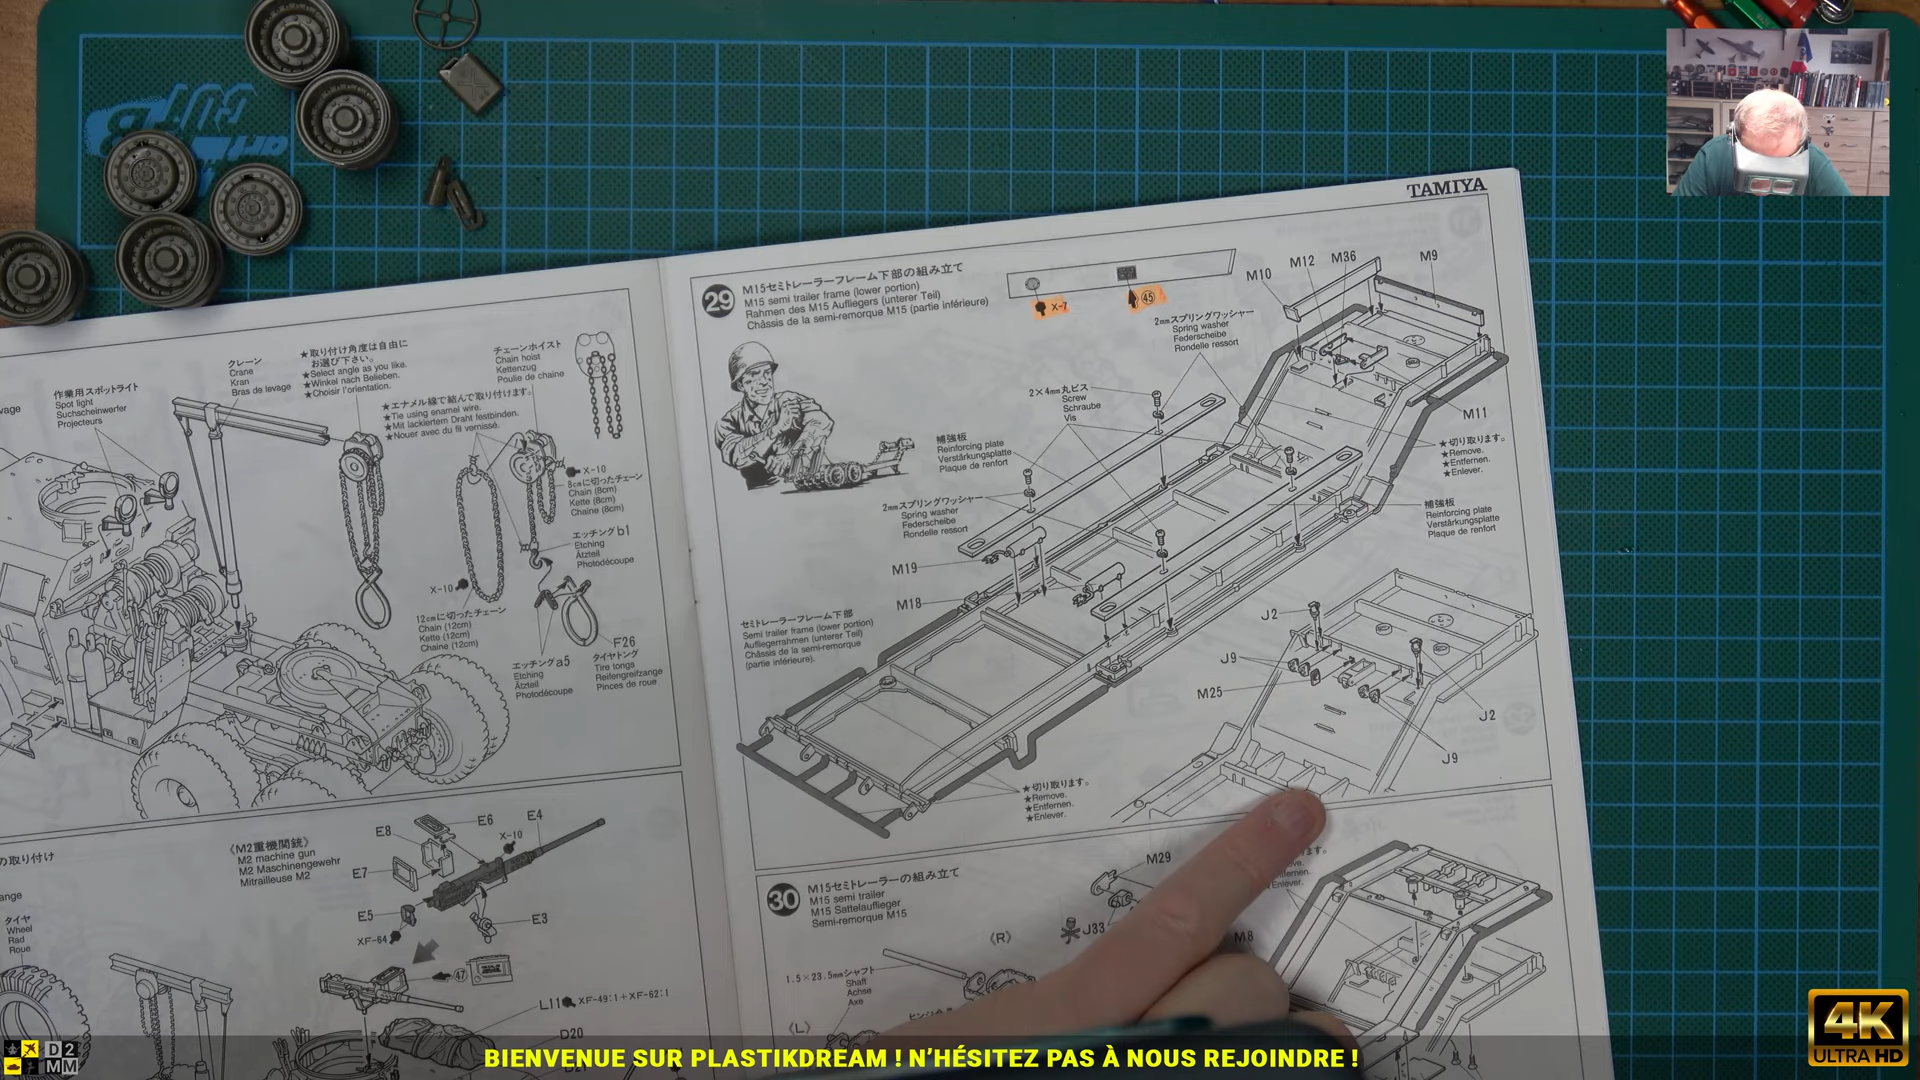 TAMIYA
29
M15セミトレーラーフレーム下部の組み立て
M15 semi trailer frame (lower portion)
Rahmen des M15 Aufliegers (unterer Teil)
Châssis de la semi-remorque M15 (partie inférieure)
X-7
45
M10
M12
M36
M9
2mmスプリングワッシャー
Spring washer
Federscheibe
Rondelle ressort
2×4mm丸ビス
Screw
Schraube
Vis
M11
★切り取ります。
★Remove.
★Entfernen.
★Enlever.
補強板
Reinforcing plate
Verstärkungsplatte
Plaque de renfort
2mmスプリングワッシャー
Spring washer
Federscheibe
Rondelle ressort
補強板
Reinforcing plate
Verstärkungsplatte
Plaque de renfort
M19
M18
セミトレーラーフレーム下部
Semi trailer frame (lower portion)
Aufliegerrahmen (unterer Teil)
Châssis de la semi-remorque
(partie inférieure).
J2
J9
M25
J2
J9
★切り取ります。
★Remove.
★Entfernen.
★Enlever.
30
M15セミトレーラーの組み立て
M15 semi trailer
M15 Sattelauflieger
Semi-remorque M15
M29
J33
M8
《R》
1.5×23.5mmシャフト
Shaft
Achse
Axe
《L》
Enlever.
作業用スポットライト
Spot light
Suchscheinwerfer
Projecteurs
クレーン
Crane
Kran
Bras de levage
★取り付け角度は自由に
お選び下さい。
★Select angle as you like.
★Winkel nach Belieben.
★Choisir l'orientation.
チェーンホイスト
Chain hoist
Kettenzug
Poulie de chaine
★エナメル線で結んで取り付けます。
★Tie using enamel wire.
★Mit lackiertem Draht festbinden.
★Nouer avec du fil vernissé.
X-10
8cmに切ったチェーン
Chain (8cm)
Kette (8cm)
Chaine (8cm)
エッチングb1
Etching
Ätzteil
Photodécoupe
X-10
12cmに切ったチェーン
Chain (12cm)
Kette (12cm)
Chaine (12cm)
エッチングa5
Etching
Ätzteil
Photodécoupe
F26
タイヤトング
Tire tongs
Reifengreifzange
Pinces de roue
《M2重機関銃》
M2 machine gun
M2 Maschinengewehr
Mitrailleuse M2
E8
E6
E4
X-10
E7
E5
E3
XF-64
47
L11
XF-49:1+XF-62:1
D20
の取り付け
タイヤ
Wheel
Rad
Roue
BIENVENUE SUR PLASTIKDREAM ! N'HÉSITEZ PAS À NOUS REJOINDRE !
D2
MM
4K
ULTRA HD